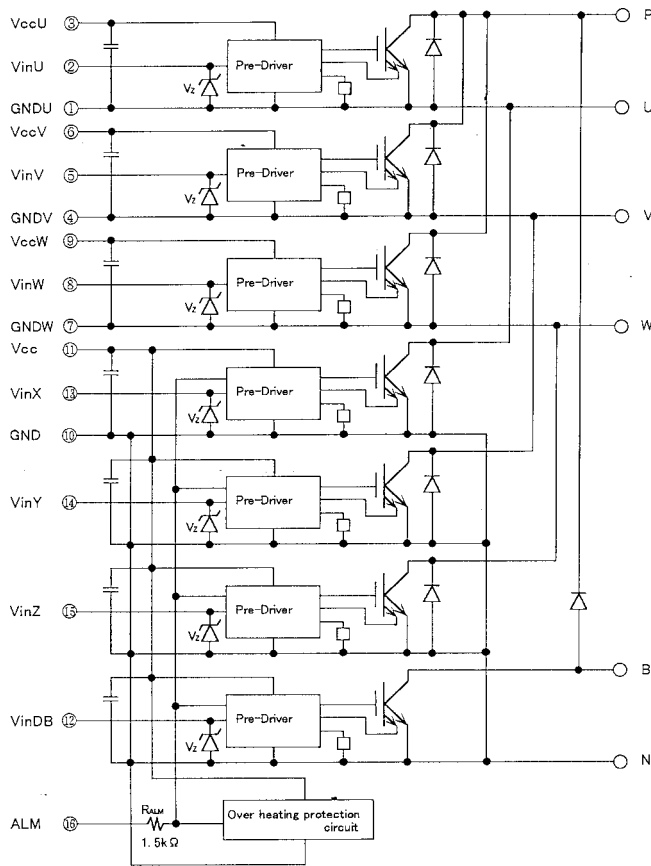 VccU ③ P
VinU ② Pre-Driver
Vz
GNDU ① U
VccV ⑥
VinV ⑤ Pre-Driver
Vz
GNDV ④ V
VccW ⑨
VinW ⑧ Pre-Driver
Vz
GNDW ⑦ W
Vcc ⑪
VinX ⑬ Pre-Driver
Vz
GND ⑩
VinY ⑭ Pre-Driver
Vz
VinZ ⑮ Pre-Driver
Vz
B
VinDB ⑫ Pre-Driver
Vz
N
RALM
ALM ⑯ Over heating protection
circuit
1.5kΩ